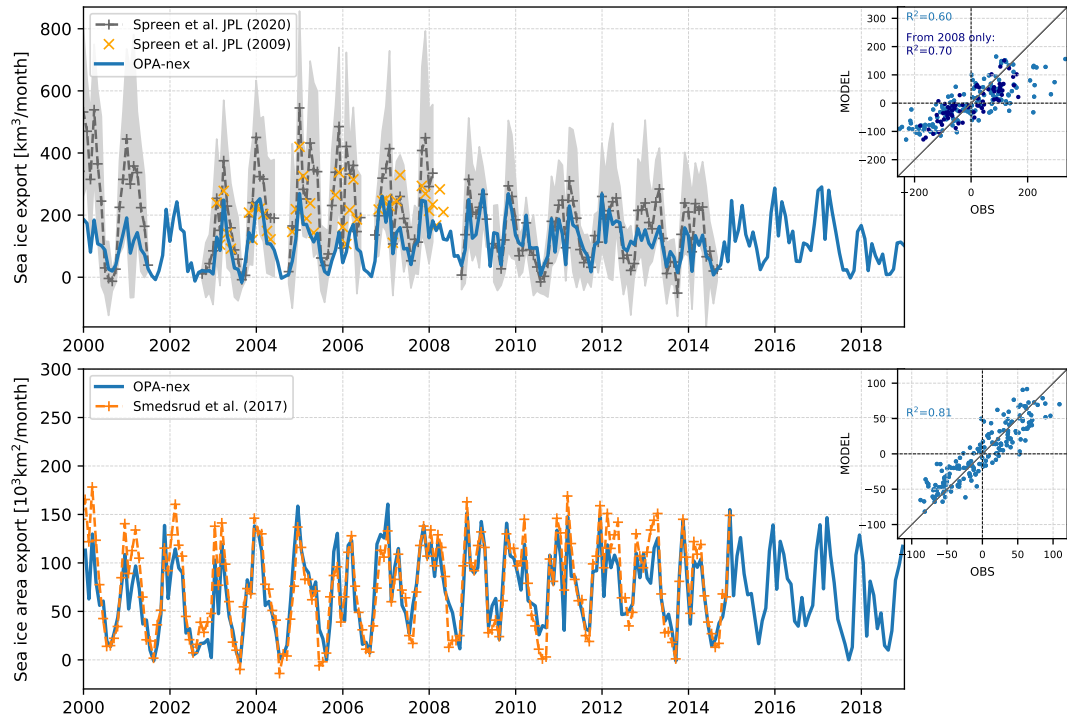 Sea ice export [km³/month]
800
600
400
200
0
Spreen et al. JPL (2020)
Spreen et al. JPL (2009)
OPA-nex
2000 2002 2004 2006 2008 2010 2012 2014 2016 2018
MODEL
300
200
100
0
−100
−200
R²=0.60
From 2008 only:
R²=0.70
−200 0 200
OBS
Sea ice area export [10³km²/month]
300
250
200
150
100
50
0
OPA-nex
Smedsrud et al. (2017)
2000 2002 2004 2006 2008 2010 2012 2014 2016 2018
MODEL
100
50
0
−50
−100
R²=0.81
−100 −50 0 50 100
OBS